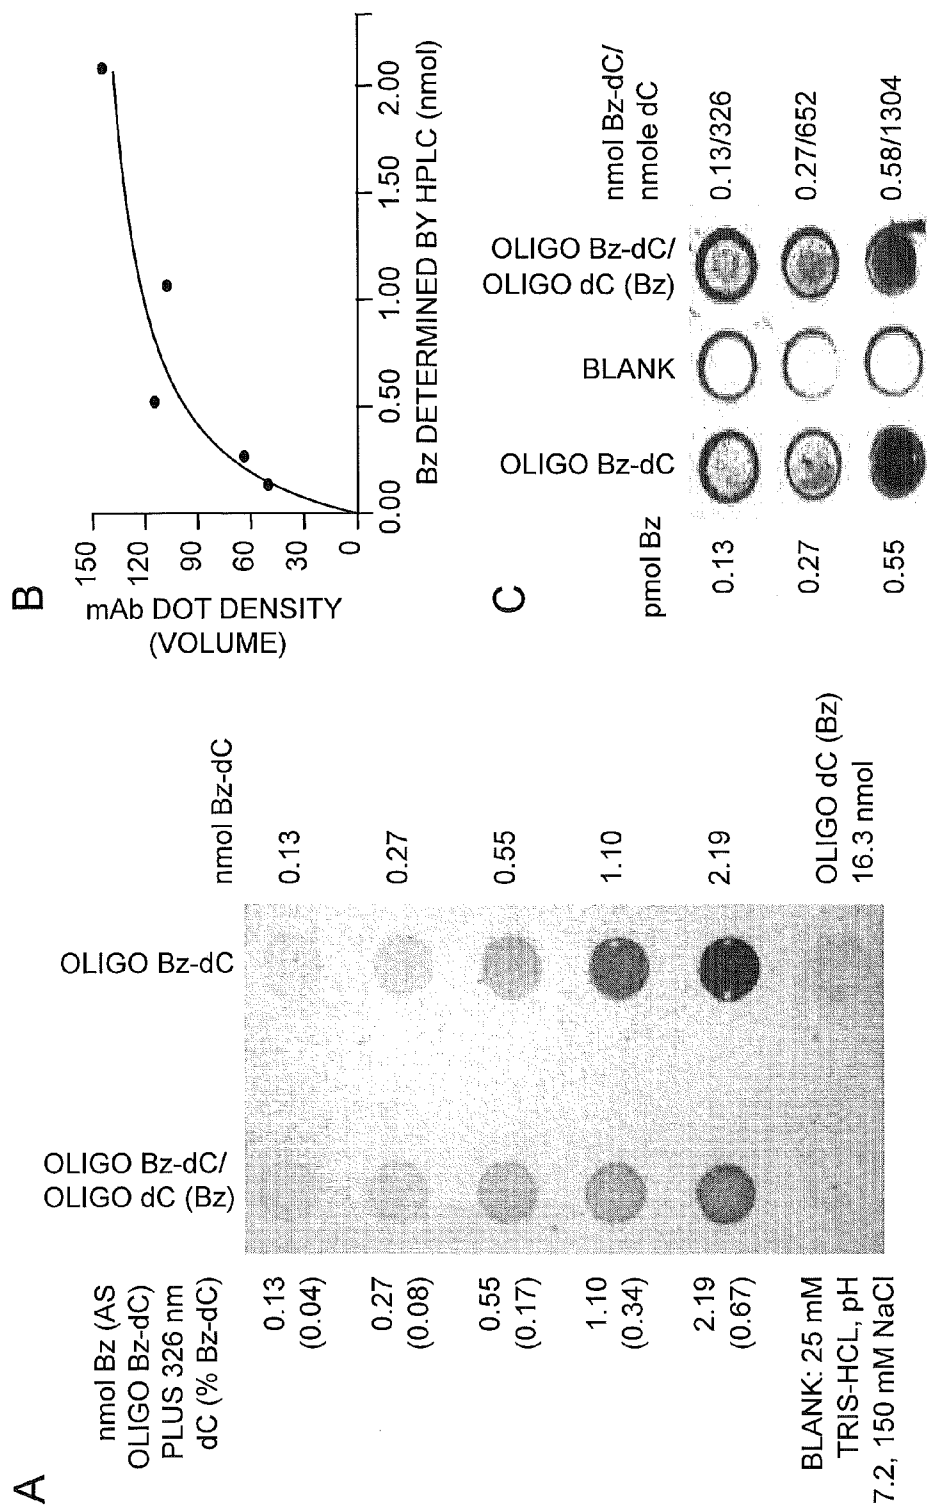 A
OLIGO Bz-dC/
OLIGO dC (Bz)
OLIGO Bz-dC
nmol Bz (AS
OLIGO Bz-dC)
PLUS 326 nm
dC (% Bz-dC)
nmol Bz-dC
0.13
(0.04)
0.13
0.27
(0.08)
0.27
0.55
(0.17)
0.55
1.10
(0.34)
1.10
2.19
(0.67)
2.19
BLANK: 25 mM
TRIS-HCL, pH
7.2, 150 mM NaCl
OLIGO dC (Bz)
16.3 nmol
B
mAb DOT DENSITY
(VOLUME)
150
120
90
60
30
0
0.00
0.50
1.00
1.50
2.00
Bz DETERMINED BY HPLC (nmol)
C
OLIGO Bz-dC
BLANK
OLIGO Bz-dC/
OLIGO dC (Bz)
pmol Bz
nmol Bz-dC/
nmole dC
0.13
0.13/326
0.27
0.27/652
0.55
0.58/1304